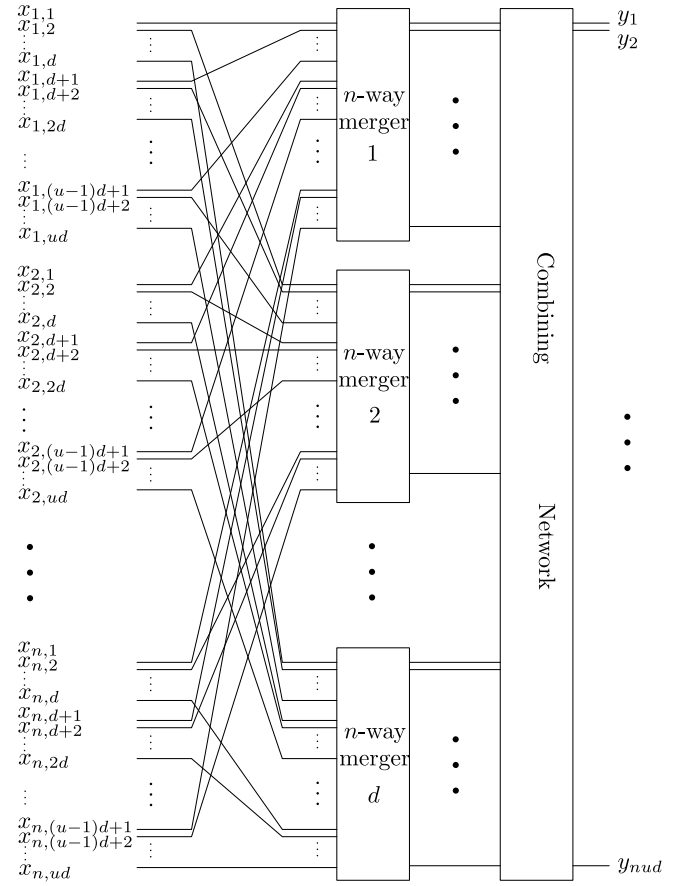 x_{1,1}
x_{1,2}
x_{1,d}
x_{1,d+1}
x_{1,d+2}
x_{1,2d}
x_{1,(u−1)d+1}
x_{1,(u−1)d+2}
x_{1,ud}
x_{2,1}
x_{2,2}
x_{2,d}
x_{2,d+1}
x_{2,d+2}
x_{2,2d}
x_{2,(u−1)d+1}
x_{2,(u−1)d+2}
x_{2,ud}
x_{n,1}
x_{n,2}
x_{n,d}
x_{n,d+1}
x_{n,d+2}
x_{n,2d}
x_{n,(u−1)d+1}
x_{n,(u−1)d+2}
x_{n,ud}
n-way
merger
1
n-way
merger
2
n-way
merger
d
Combining
Network
y_1
y_2
y_{nud}